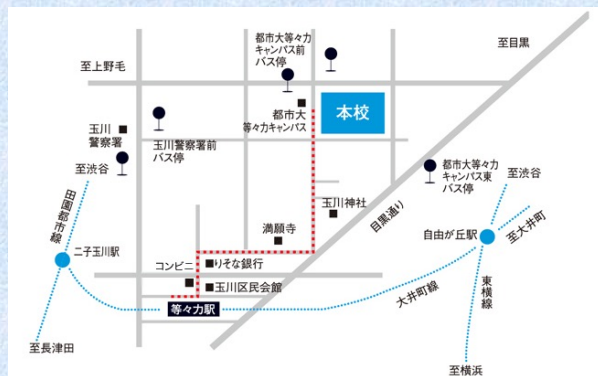 至目黒
都市大等々力
キャンパス前
バス停
至上野毛
本校
都市大
等々力キャンパス
玉川
警察署
玉川警察署前
バス停
至渋谷
都市大等々力
キャンパス東
バス停
至渋谷
田園都市線
玉川神社
目黒通り
至大井町
満願寺
自由が丘駅
二子玉川駅
コンビニ
りそな銀行
玉川区民会館
大井町線
東横線
等々力駅
至長津田
至横浜